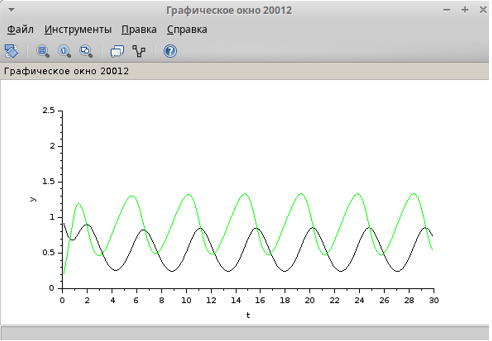 Графическое окно 20012
Файл Инструменты Правка Справка
Графическое окно 20012
2.5
2
1.5
y
1
0.5
0
0 2 4 6 8 10 12 14 16 18 20 22 24 26 28 30
t